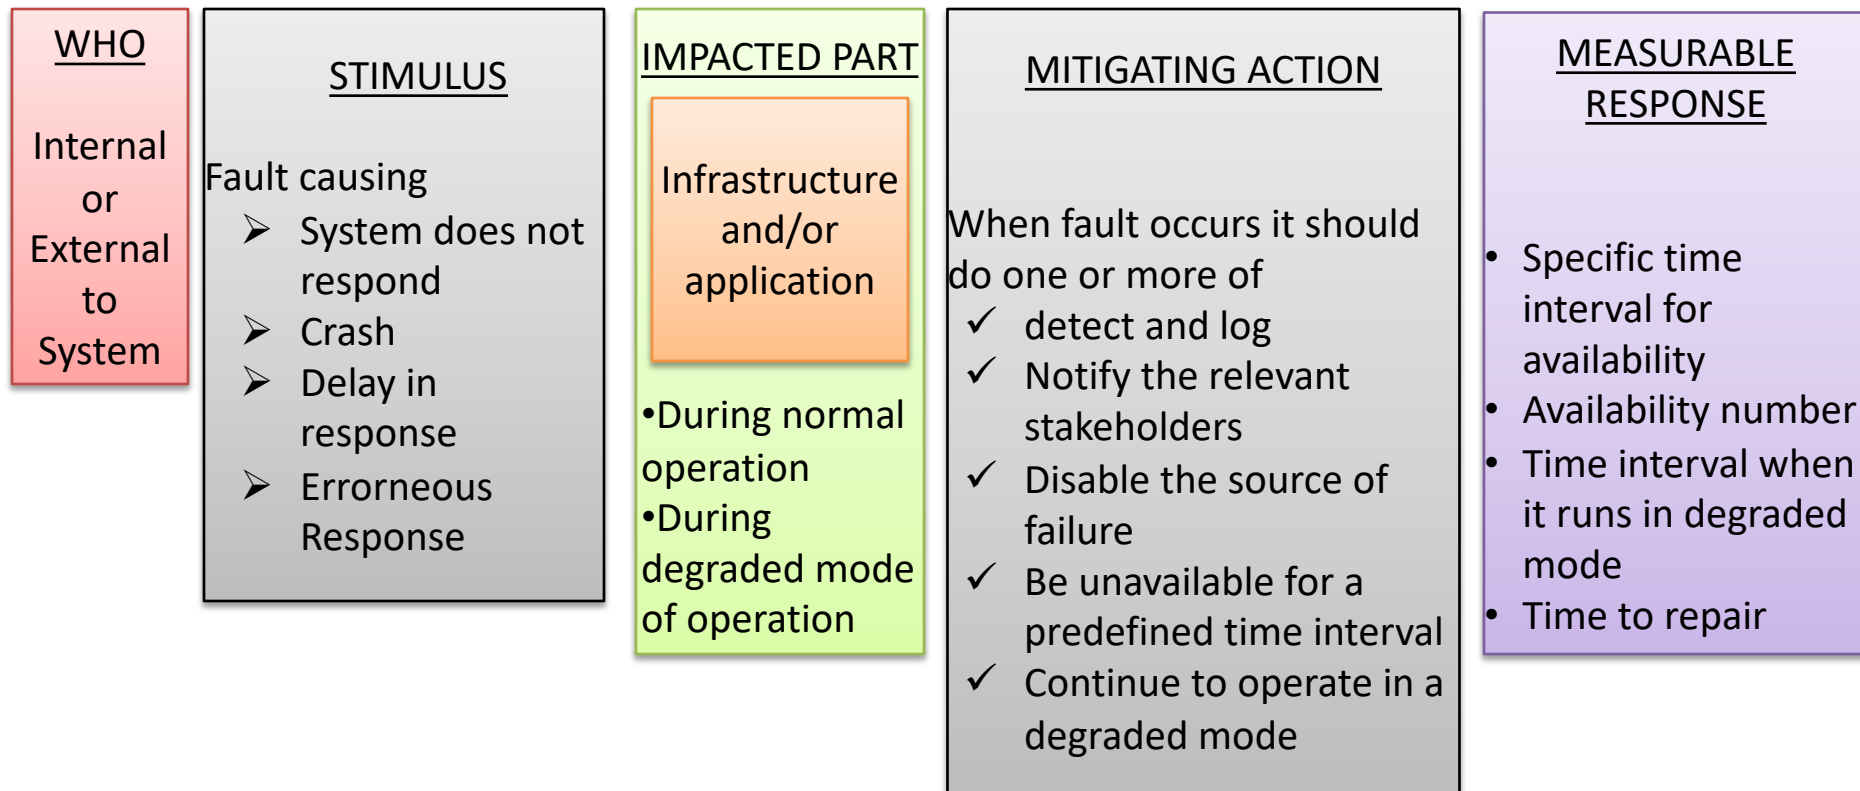 WHO
Internal
or
External
to
System
STIMULUS
Fault causing
➢ System does not
respond
➢ Crash
➢ Delay in
response
➢ Errorneous
Response
IMPACTED PART
Infrastructure
and/or
application
•During normal
operation
•During
degraded mode
of operation
MITIGATING ACTION
When fault occurs it should
do one or more of
✓ detect and log
✓ Notify the relevant
stakeholders
✓ Disable the source of
failure
✓ Be unavailable for a
predefined time interval
✓ Continue to operate in a
degraded mode
MEASURABLE
RESPONSE
• Specific time
interval for
availability
• Availability number
• Time interval when
it runs in degraded
mode
• Time to repair